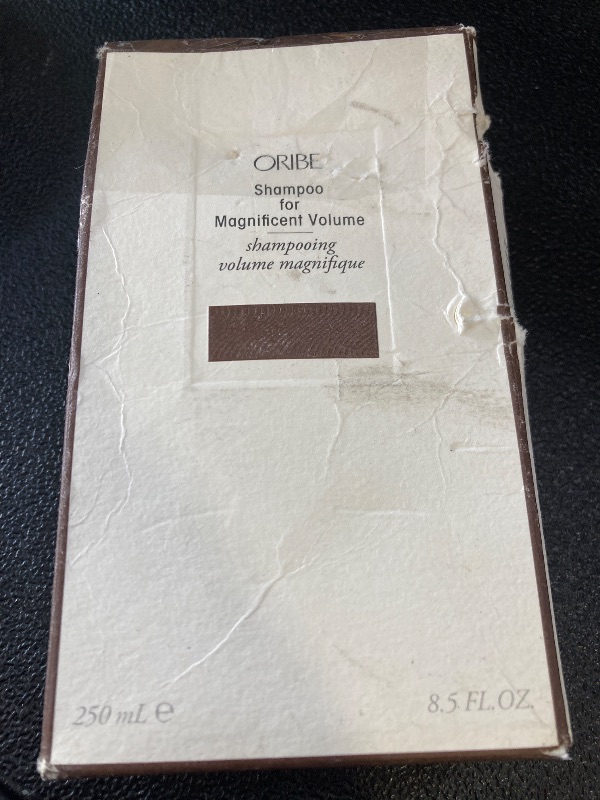 ORIBE
Shampoo
for
Magnificent Volume
shampooing
volume magnifique
250 mL ℮
8.5 FL.OZ.